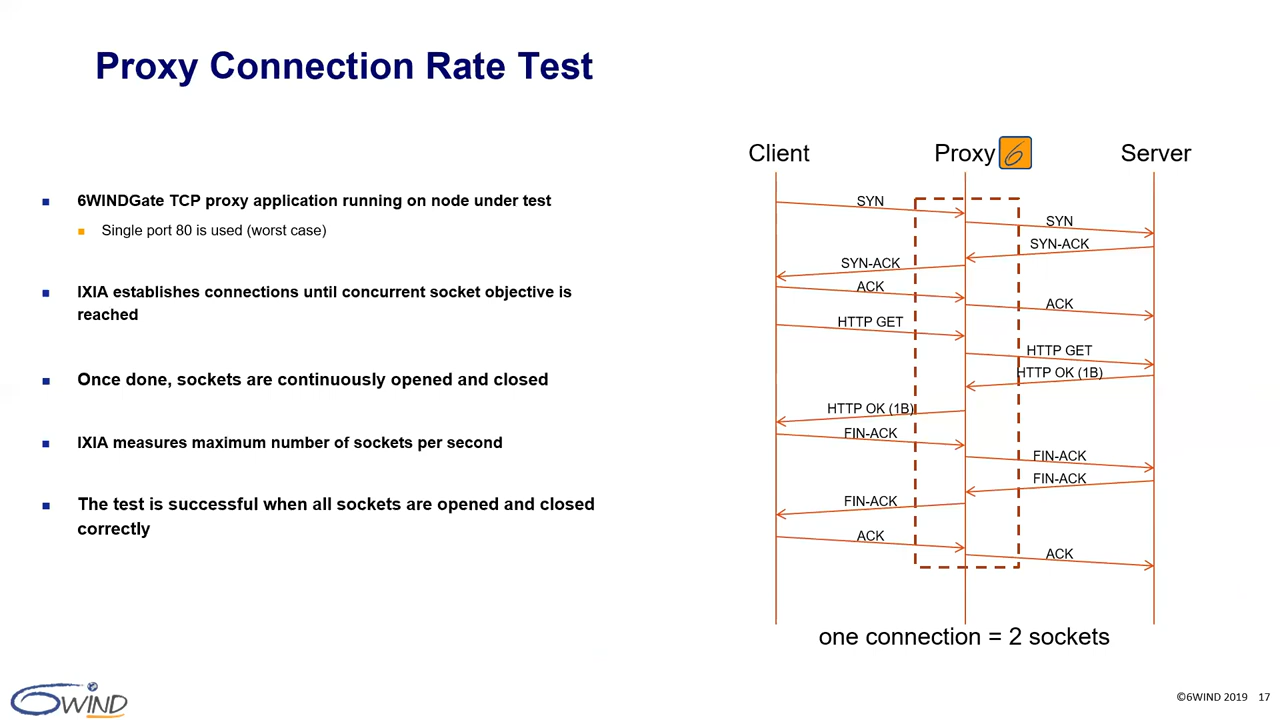 Proxy Connection Rate Test
6WINDGate TCP proxy application running on node under test
Single port 80 is used (worst case)
IXIA establishes connections until concurrent socket objective is
reached
Once done, sockets are continuously opened and closed
IXIA measures maximum number of sockets per second
The test is successful when all sockets are opened and closed
correctly
Client
Proxy 6
Server
SYN
SYN
SYN-ACK
SYN-ACK
ACK
ACK
HTTP GET
HTTP GET
HTTP OK (1B)
HTTP OK (1B)
FIN-ACK
FIN-ACK
FIN-ACK
FIN-ACK
ACK
ACK
one connection = 2 sockets
6WIND
©6WIND 2019 17